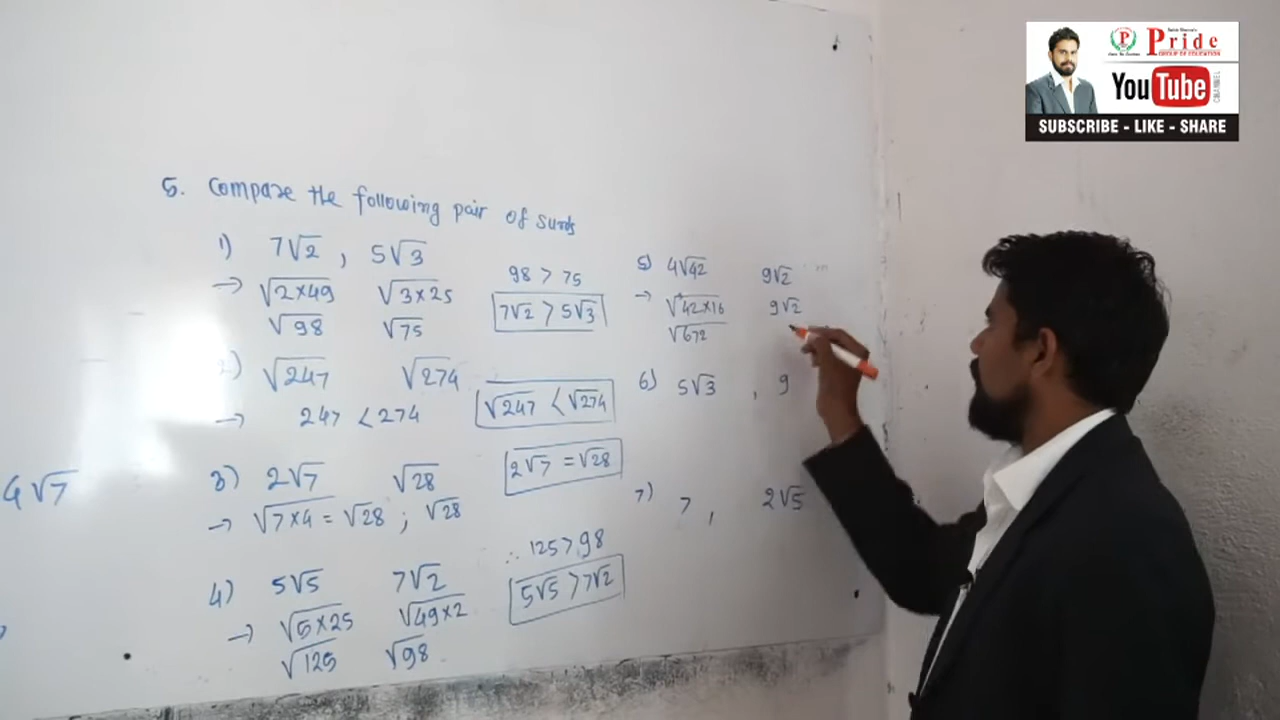 Pride
GROUP OF EDUCATION
YouTube
CHANNEL
SUBSCRIBE - LIKE - SHARE
5. Compare the following pair of surds
1) 7√2 , 5√3
→ √2×49 √3×25
√98 √75
98 > 75
7√2 > 5√3
2) √247 √274
→ 247 < 274
√247 < √274
3) 2√7 √28
→ √7×4 = √28 ; √28
2√7 = √28
4) 5√5 7√2
→ √5×25 √49×2
√125 √98
∴ 125 > 98
5√5 > 7√2
5) 4√42 9√2
→ √42×16 9√2
√672
6) 5√3 , 9
7) 7 , 2√5
4√7